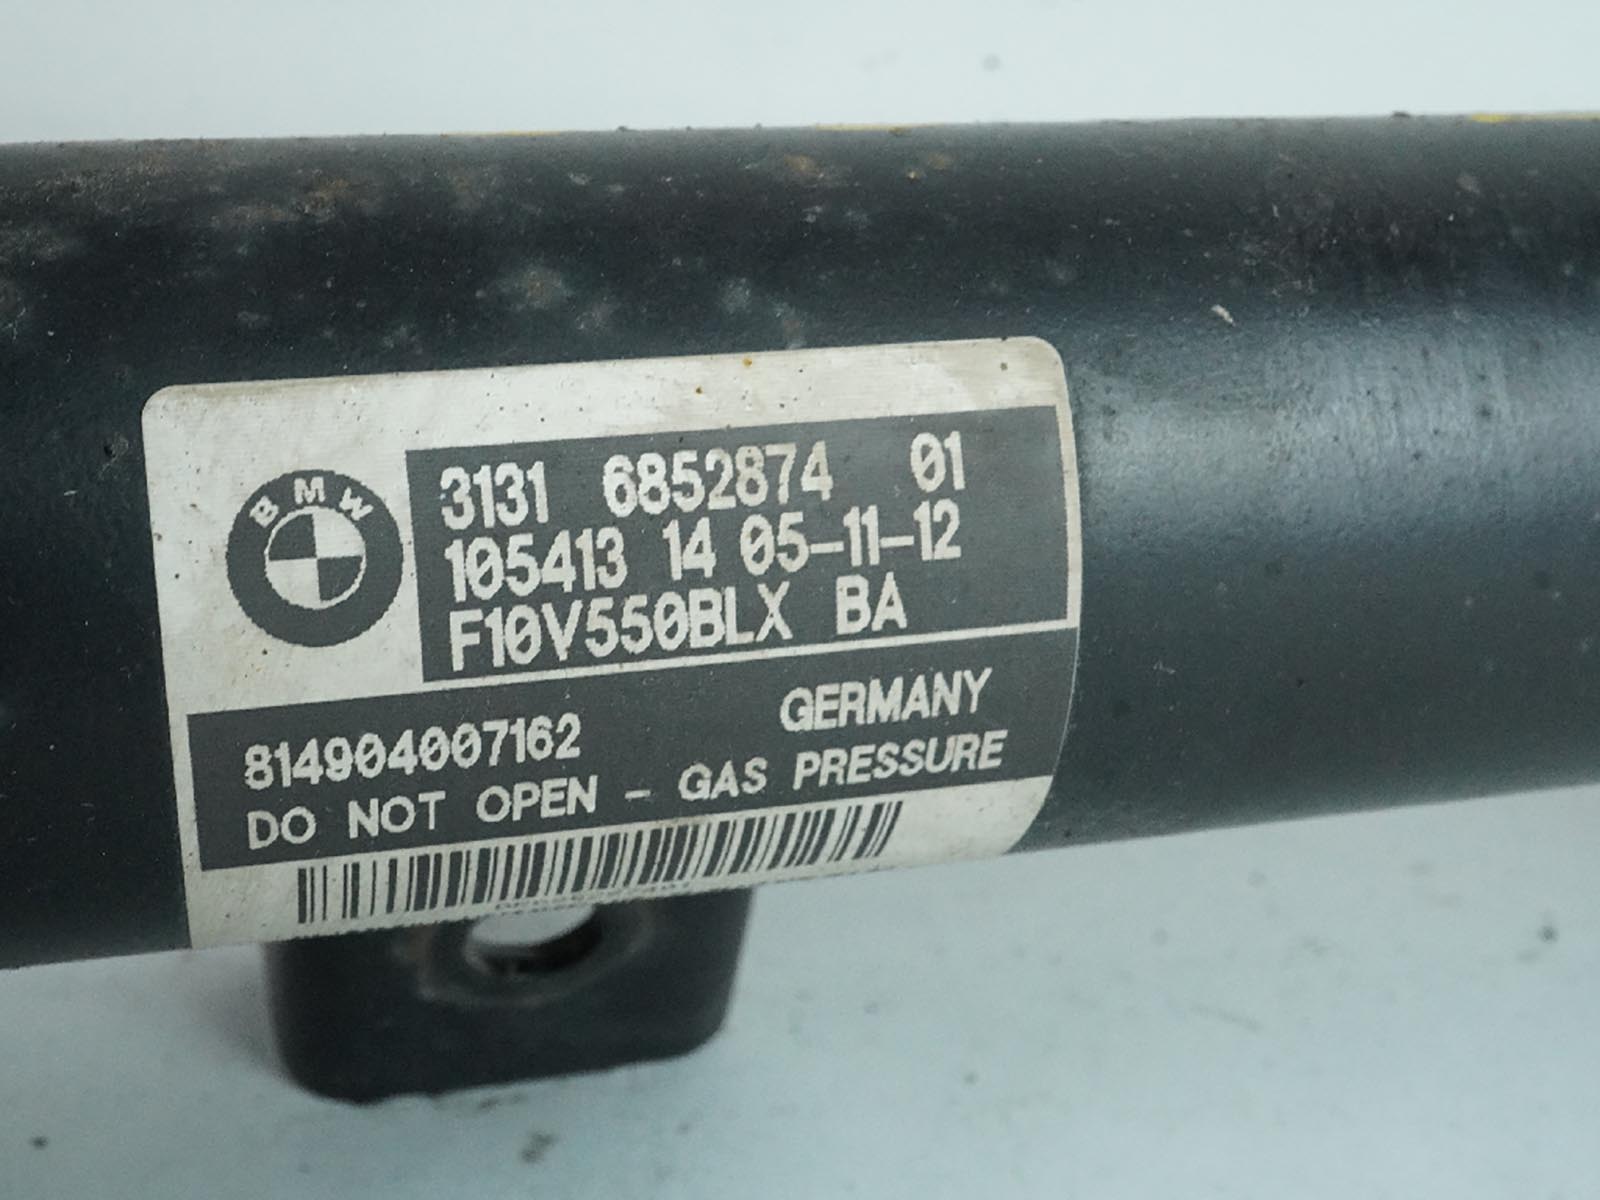 BMW
3131 6852874 01
105413 14 05-11-12
F10V550BLX BA
GERMANY
814904007162
DO NOT OPEN - GAS PRESSURE